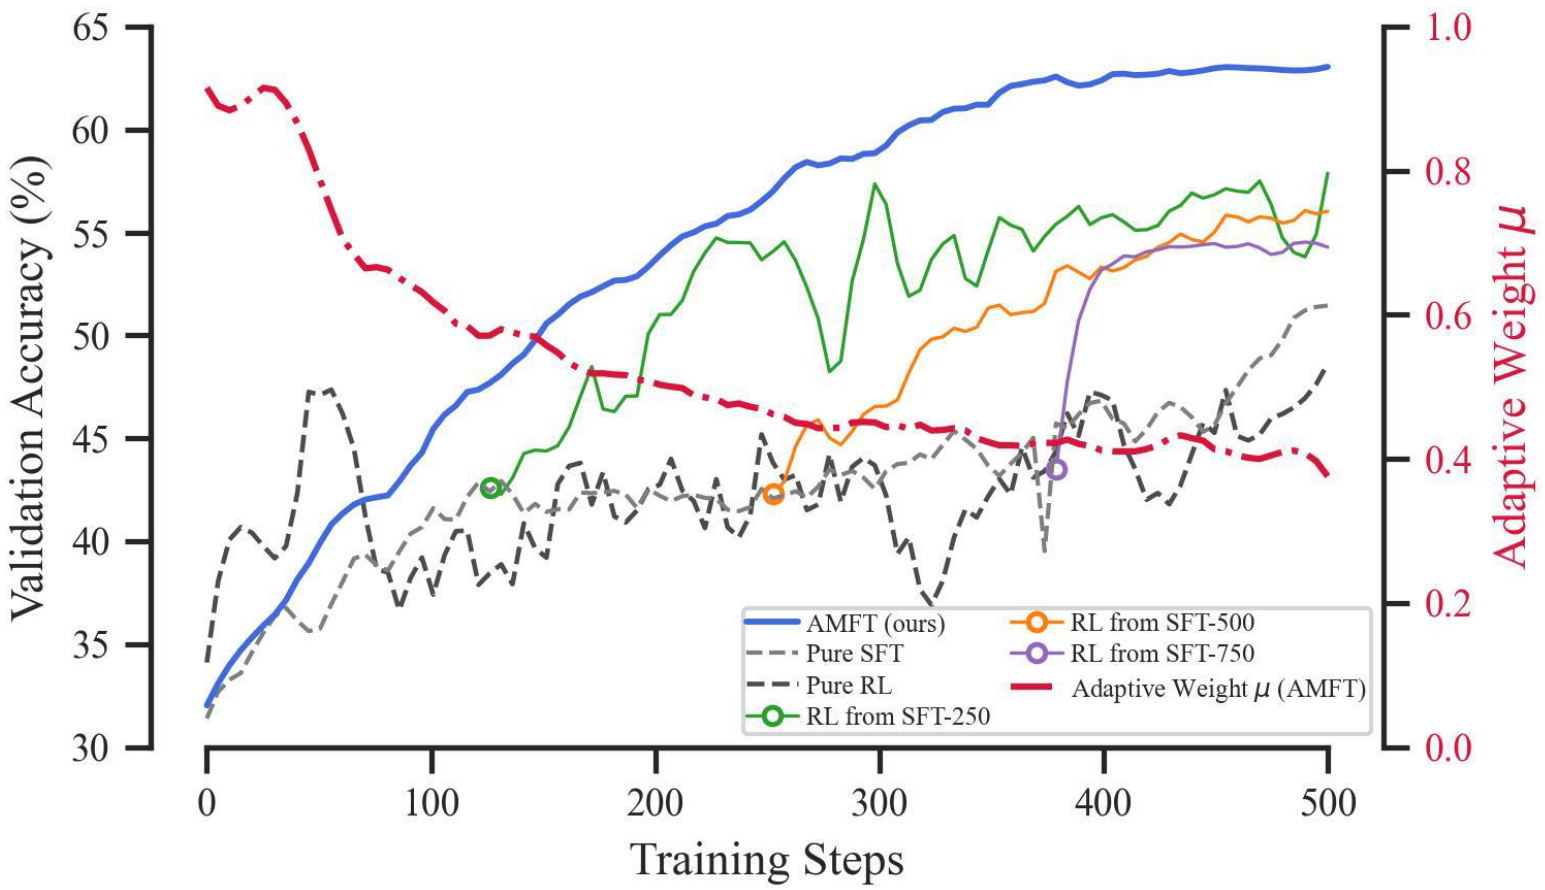 65
60
55
50
45
40
35
30
Validation Accuracy (%)
1.0
0.8
0.6
0.4
0.2
0.0
Adaptive Weight μ
AMFT (ours)
Pure SFT
Pure RL
RL from SFT-250
RL from SFT-500
RL from SFT-750
Adaptive Weight μ (AMFT)
0 100 200 300 400 500
Training Steps